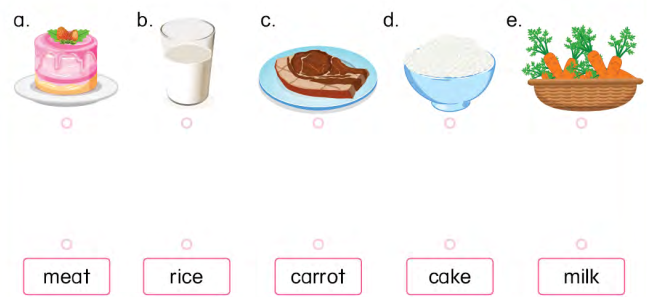 a. b. c. d. e.
meat rice carrot cake milk